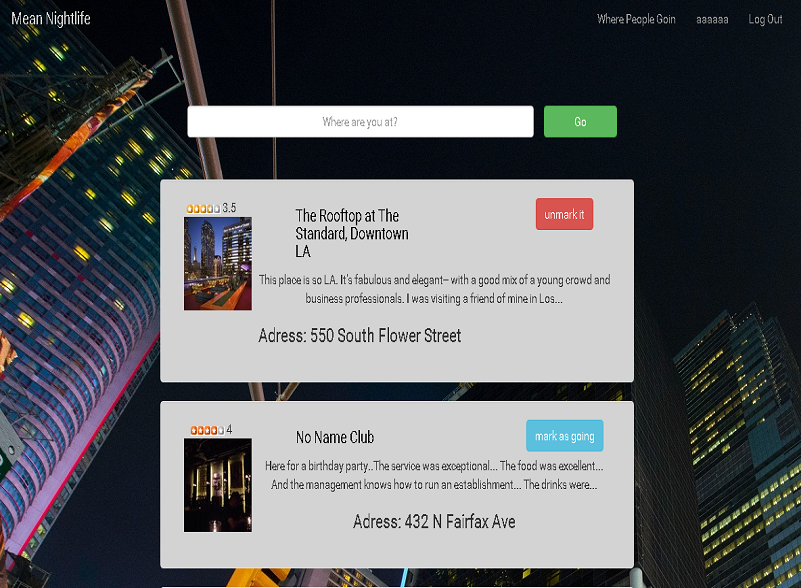 Mean Nightlife
Where People Goin
aaaaaa
Log Out
Where are you at?
Go
3.5
The Rooftop at The
Standard, Downtown
LA
unmark it
This place is so LA. It's fabulous and elegant-- with a good mix of a young crowd and
business professionals. I was visiting a friend of mine in Los...
Adress: 550 South Flower Street
4
No Name Club
mark as going
Here for a birthday party..The service was exceptional... The food was excellent...
And the management knows how to run an establishment... The drinks were...
Adress: 432 N Fairfax Ave